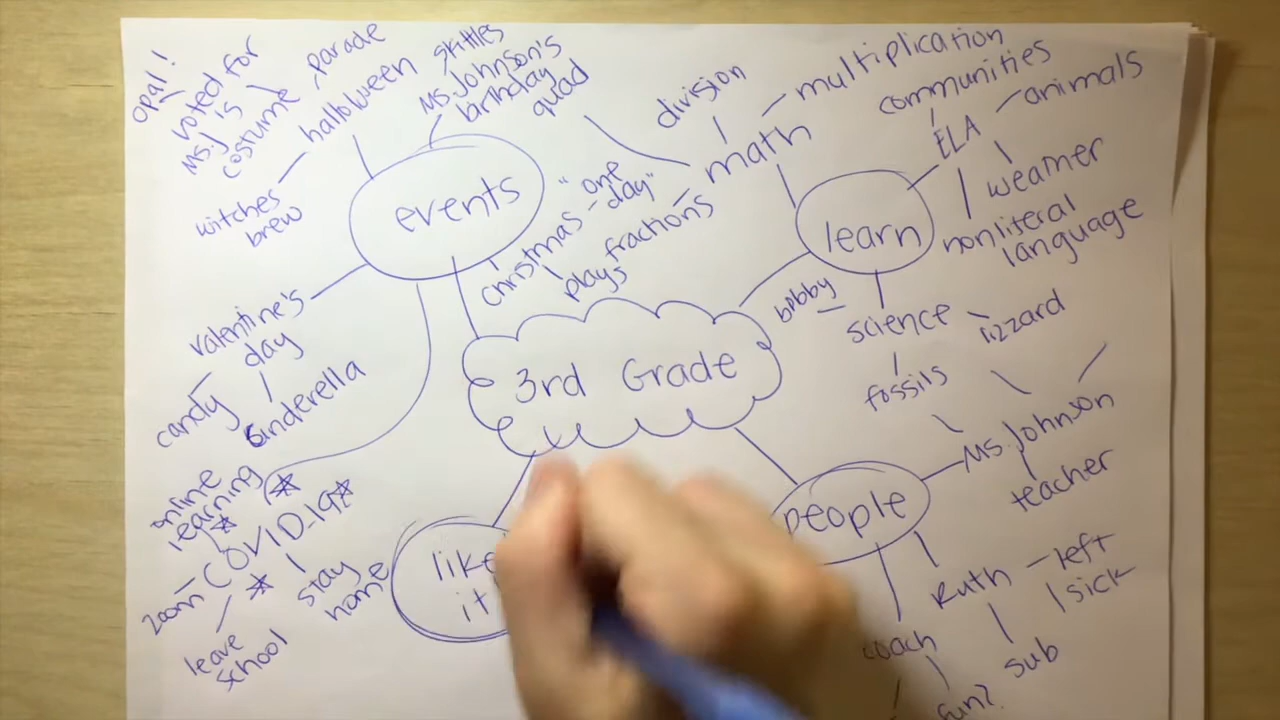 opal!
voted for
Ms. J's
costume
parade
halloween
witches
brew
skittles
Ms. Johnson's
birthday
quad
events
christmas
"one
day"
plays
valentine's
day
candy
cinderella
online
learning
COVID-19
zoom
stay
home
leave
school
division
multiplication
math
fractions
communities
animals
ELA
weather
nonliteral
language
learn
bobby
science
lizzard
fossils
3rd Grade
like
it
people
Ms. Johnson
teacher
Ruth
left
sick
sub
coach
fun?